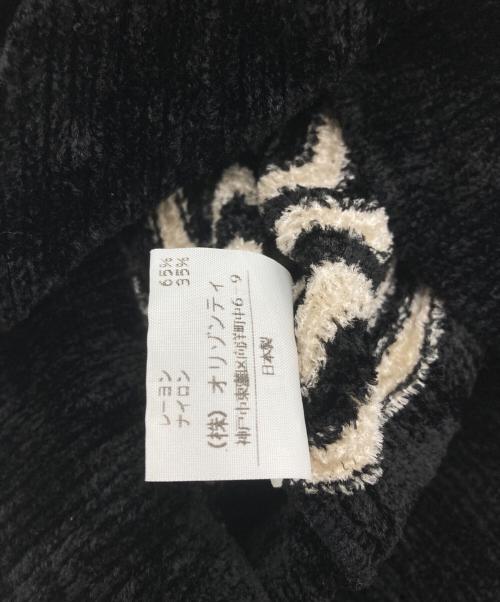 レーヨン 65%
ナイロン 35%
(株) オリゾンティ
神戸市東灘区向洋町中6-9
日本製